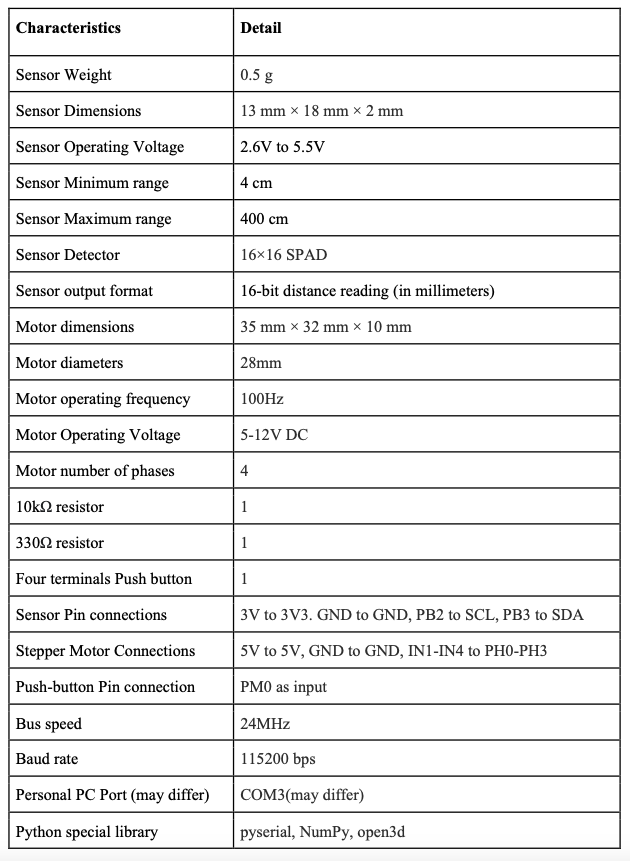 Characteristics Detail
Sensor Weight 0.5 g
Sensor Dimensions 13 mm × 18 mm × 2 mm
Sensor Operating Voltage 2.6V to 5.5V
Sensor Minimum range 4 cm
Sensor Maximum range 400 cm
Sensor Detector 16×16 SPAD
Sensor output format 16-bit distance reading (in millimeters)
Motor dimensions 35 mm × 32 mm × 10 mm
Motor diameters 28mm
Motor operating frequency 100Hz
Motor Operating Voltage 5-12V DC
Motor number of phases 4
10kΩ resistor 1
330Ω resistor 1
Four terminals Push button 1
Sensor Pin connections 3V to 3V3. GND to GND, PB2 to SCL, PB3 to SDA
Stepper Motor Connections 5V to 5V, GND to GND, IN1-IN4 to PH0-PH3
Push-button Pin connection PM0 as input
Bus speed 24MHz
Baud rate 115200 bps
Personal PC Port (may differ) COM3(may differ)
Python special library pyserial, NumPy, open3d